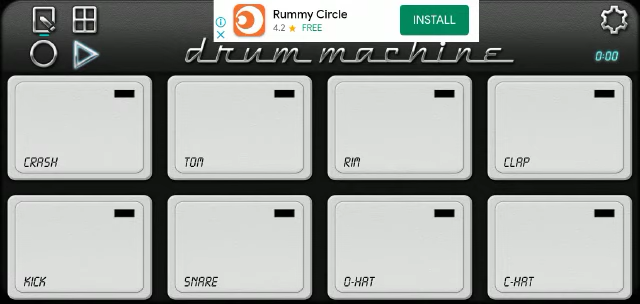 Rummy Circle
4.2 ★ FREE
INSTALL
drum machine
0:00
CRASH
TOM
RIM
CLAP
KICK
SNARE
O-HAT
C-HAT